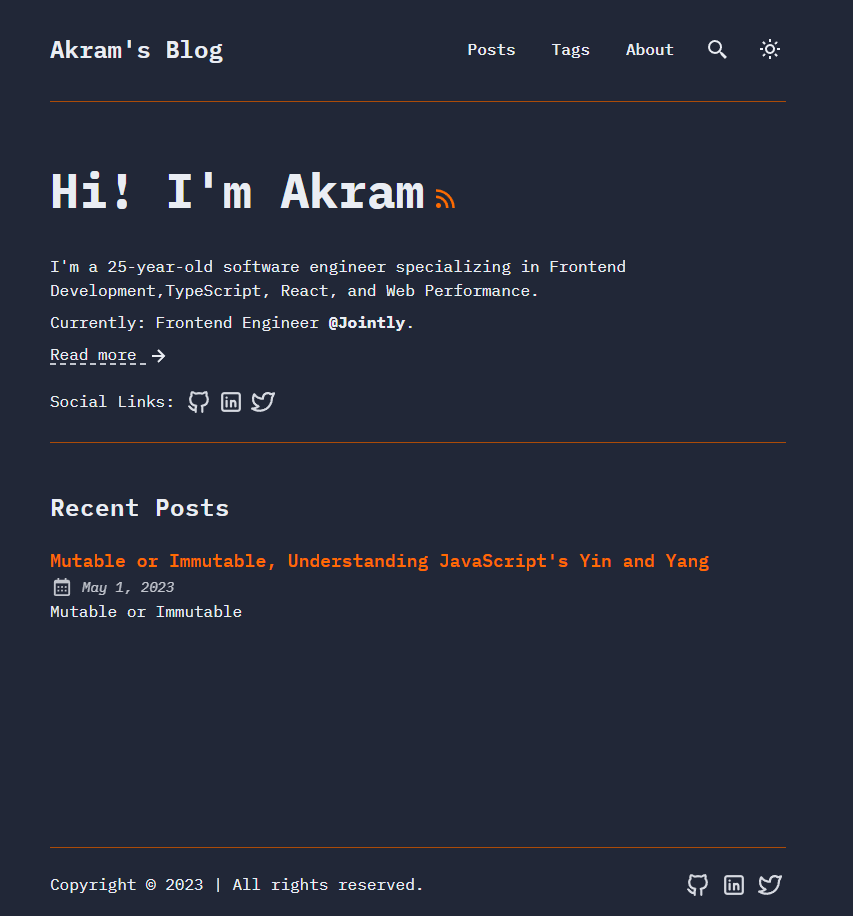 Akram's Blog
Posts Tags About
Hi! I'm Akram
I'm a 25-year-old software engineer specializing in Frontend
Development,TypeScript, React, and Web Performance.
Currently: Frontend Engineer @Jointly.
Read more
Social Links:
Recent Posts
Mutable or Immutable, Understanding JavaScript's Yin and Yang
May 1, 2023
Mutable or Immutable
Copyright © 2023 | All rights reserved.